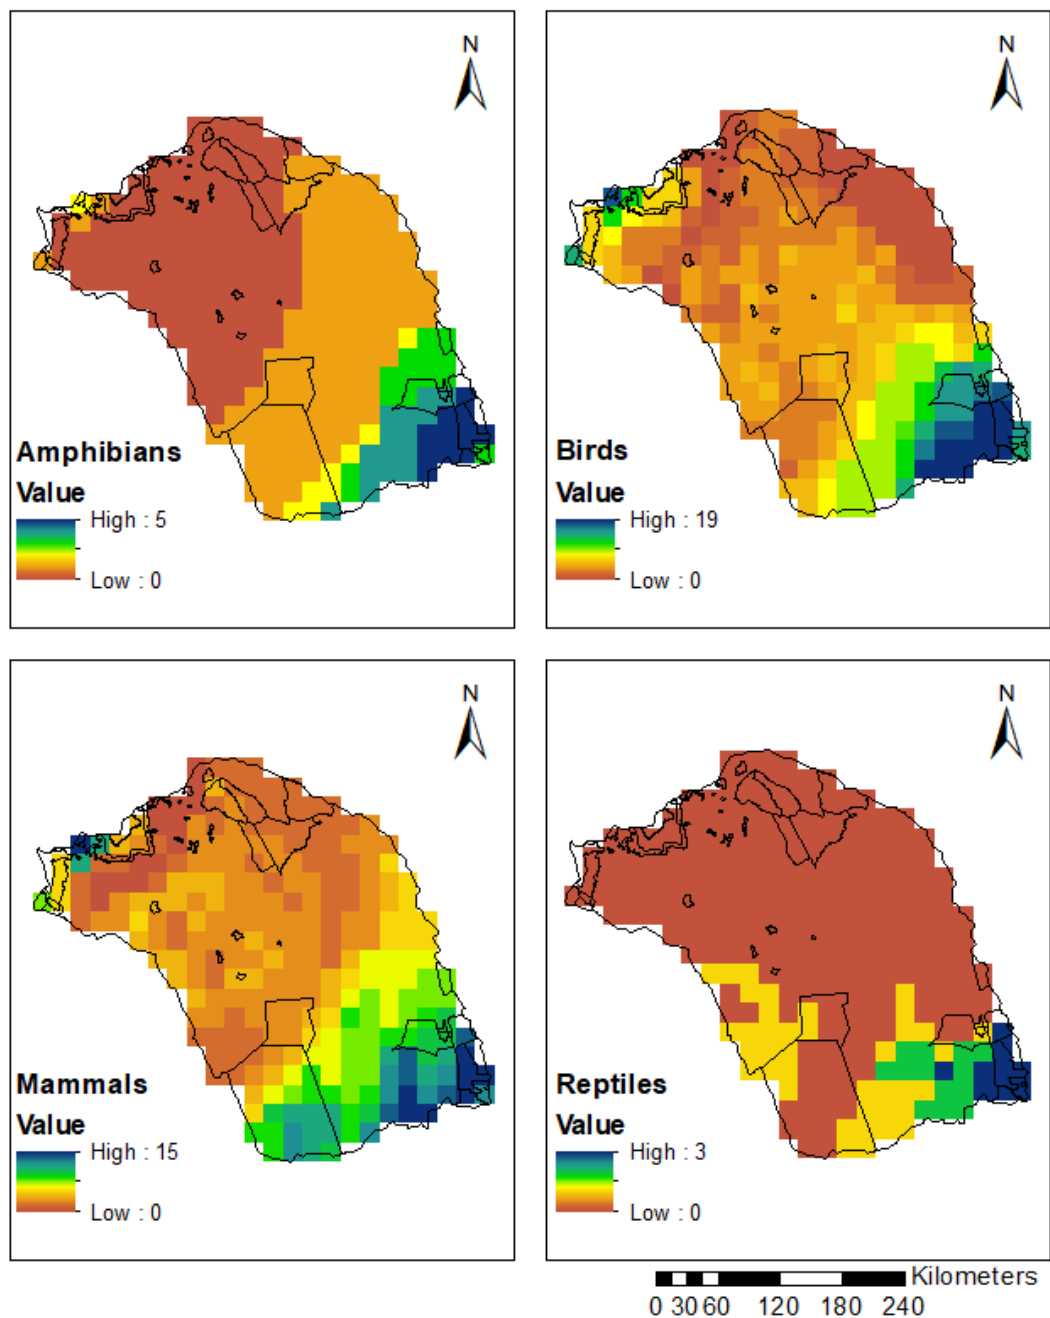 N
Amphibians
Value
High : 5
Low : 0
N
Birds
Value
High : 19
Low : 0
N
Mammals
Value
High : 15
Low : 0
N
Reptiles
Value
High : 3
Low : 0
Kilometers
0 30 60 120 180 240